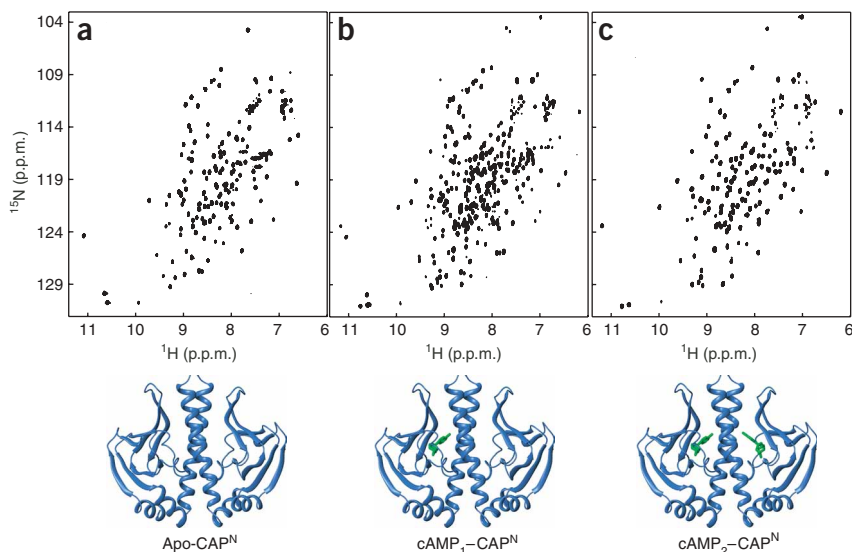 a
b
c
104
109
114
119
124
129
¹⁵N (p.p.m.)
11 10 9 8 7 6
11 10 9 8 7 6
11 10 9 8 7 6
¹H (p.p.m.)
¹H (p.p.m.)
¹H (p.p.m.)
Apo-CAPᴺ
cAMP₁–CAPᴺ
cAMP₂–CAPᴺ